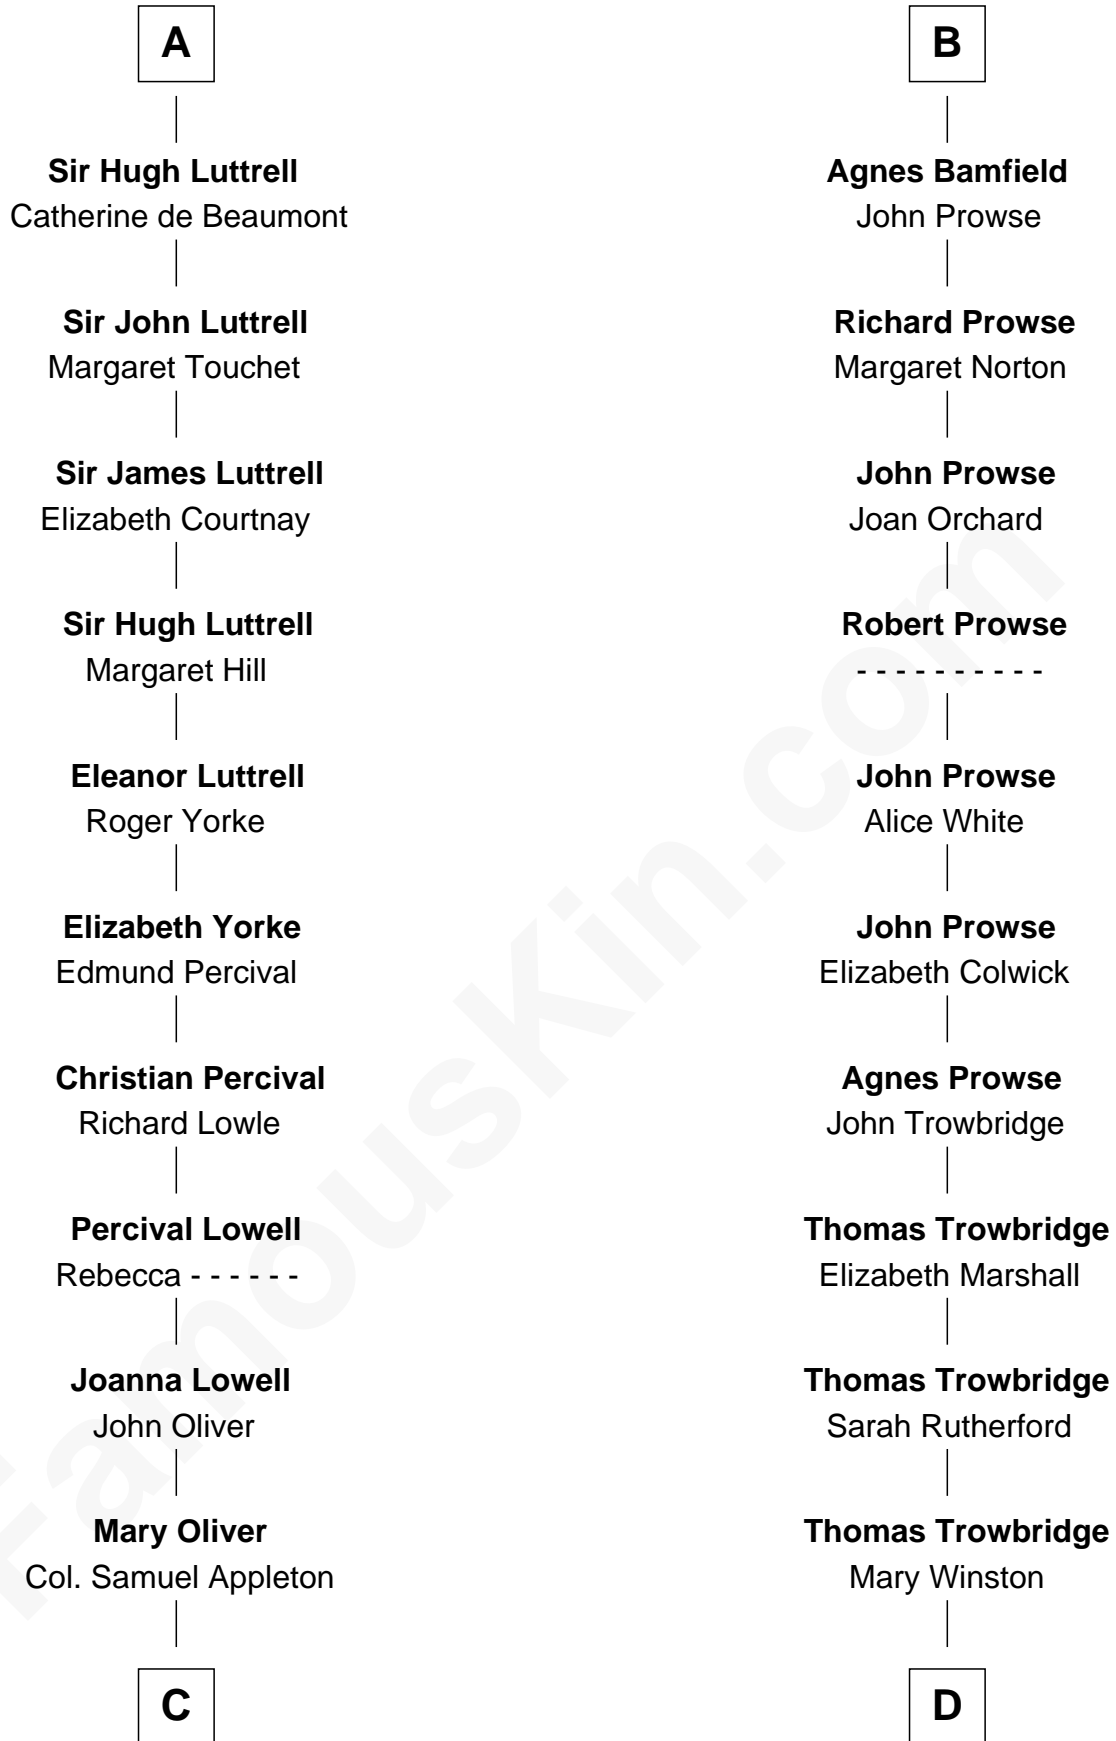 A
Sir Hugh Luttrell
Catherine de Beaumont
Sir John Luttrell
Margaret Touchet
Sir James Luttrell
Elizabeth Courtnay
Sir Hugh Luttrell
Margaret Hill
Eleanor Luttrell
Roger Yorke
Elizabeth Yorke
Edmund Percival
Christian Percival
Richard Lowle
Percival Lowell
Rebecca - - - - - -
Joanna Lowell
John Oliver
Mary Oliver
Col. Samuel Appleton
C
B
Agnes Bamfield
John Prowse
Richard Prowse
Margaret Norton
John Prowse
Joan Orchard
Robert Prowse
- - - - - - - - - -
John Prowse
Alice White
John Prowse
Elizabeth Colwick
Agnes Prowse
John Trowbridge
Thomas Trowbridge
Elizabeth Marshall
Thomas Trowbridge
Sarah Rutherford
Thomas Trowbridge
Mary Winston
D
FamousKin.com